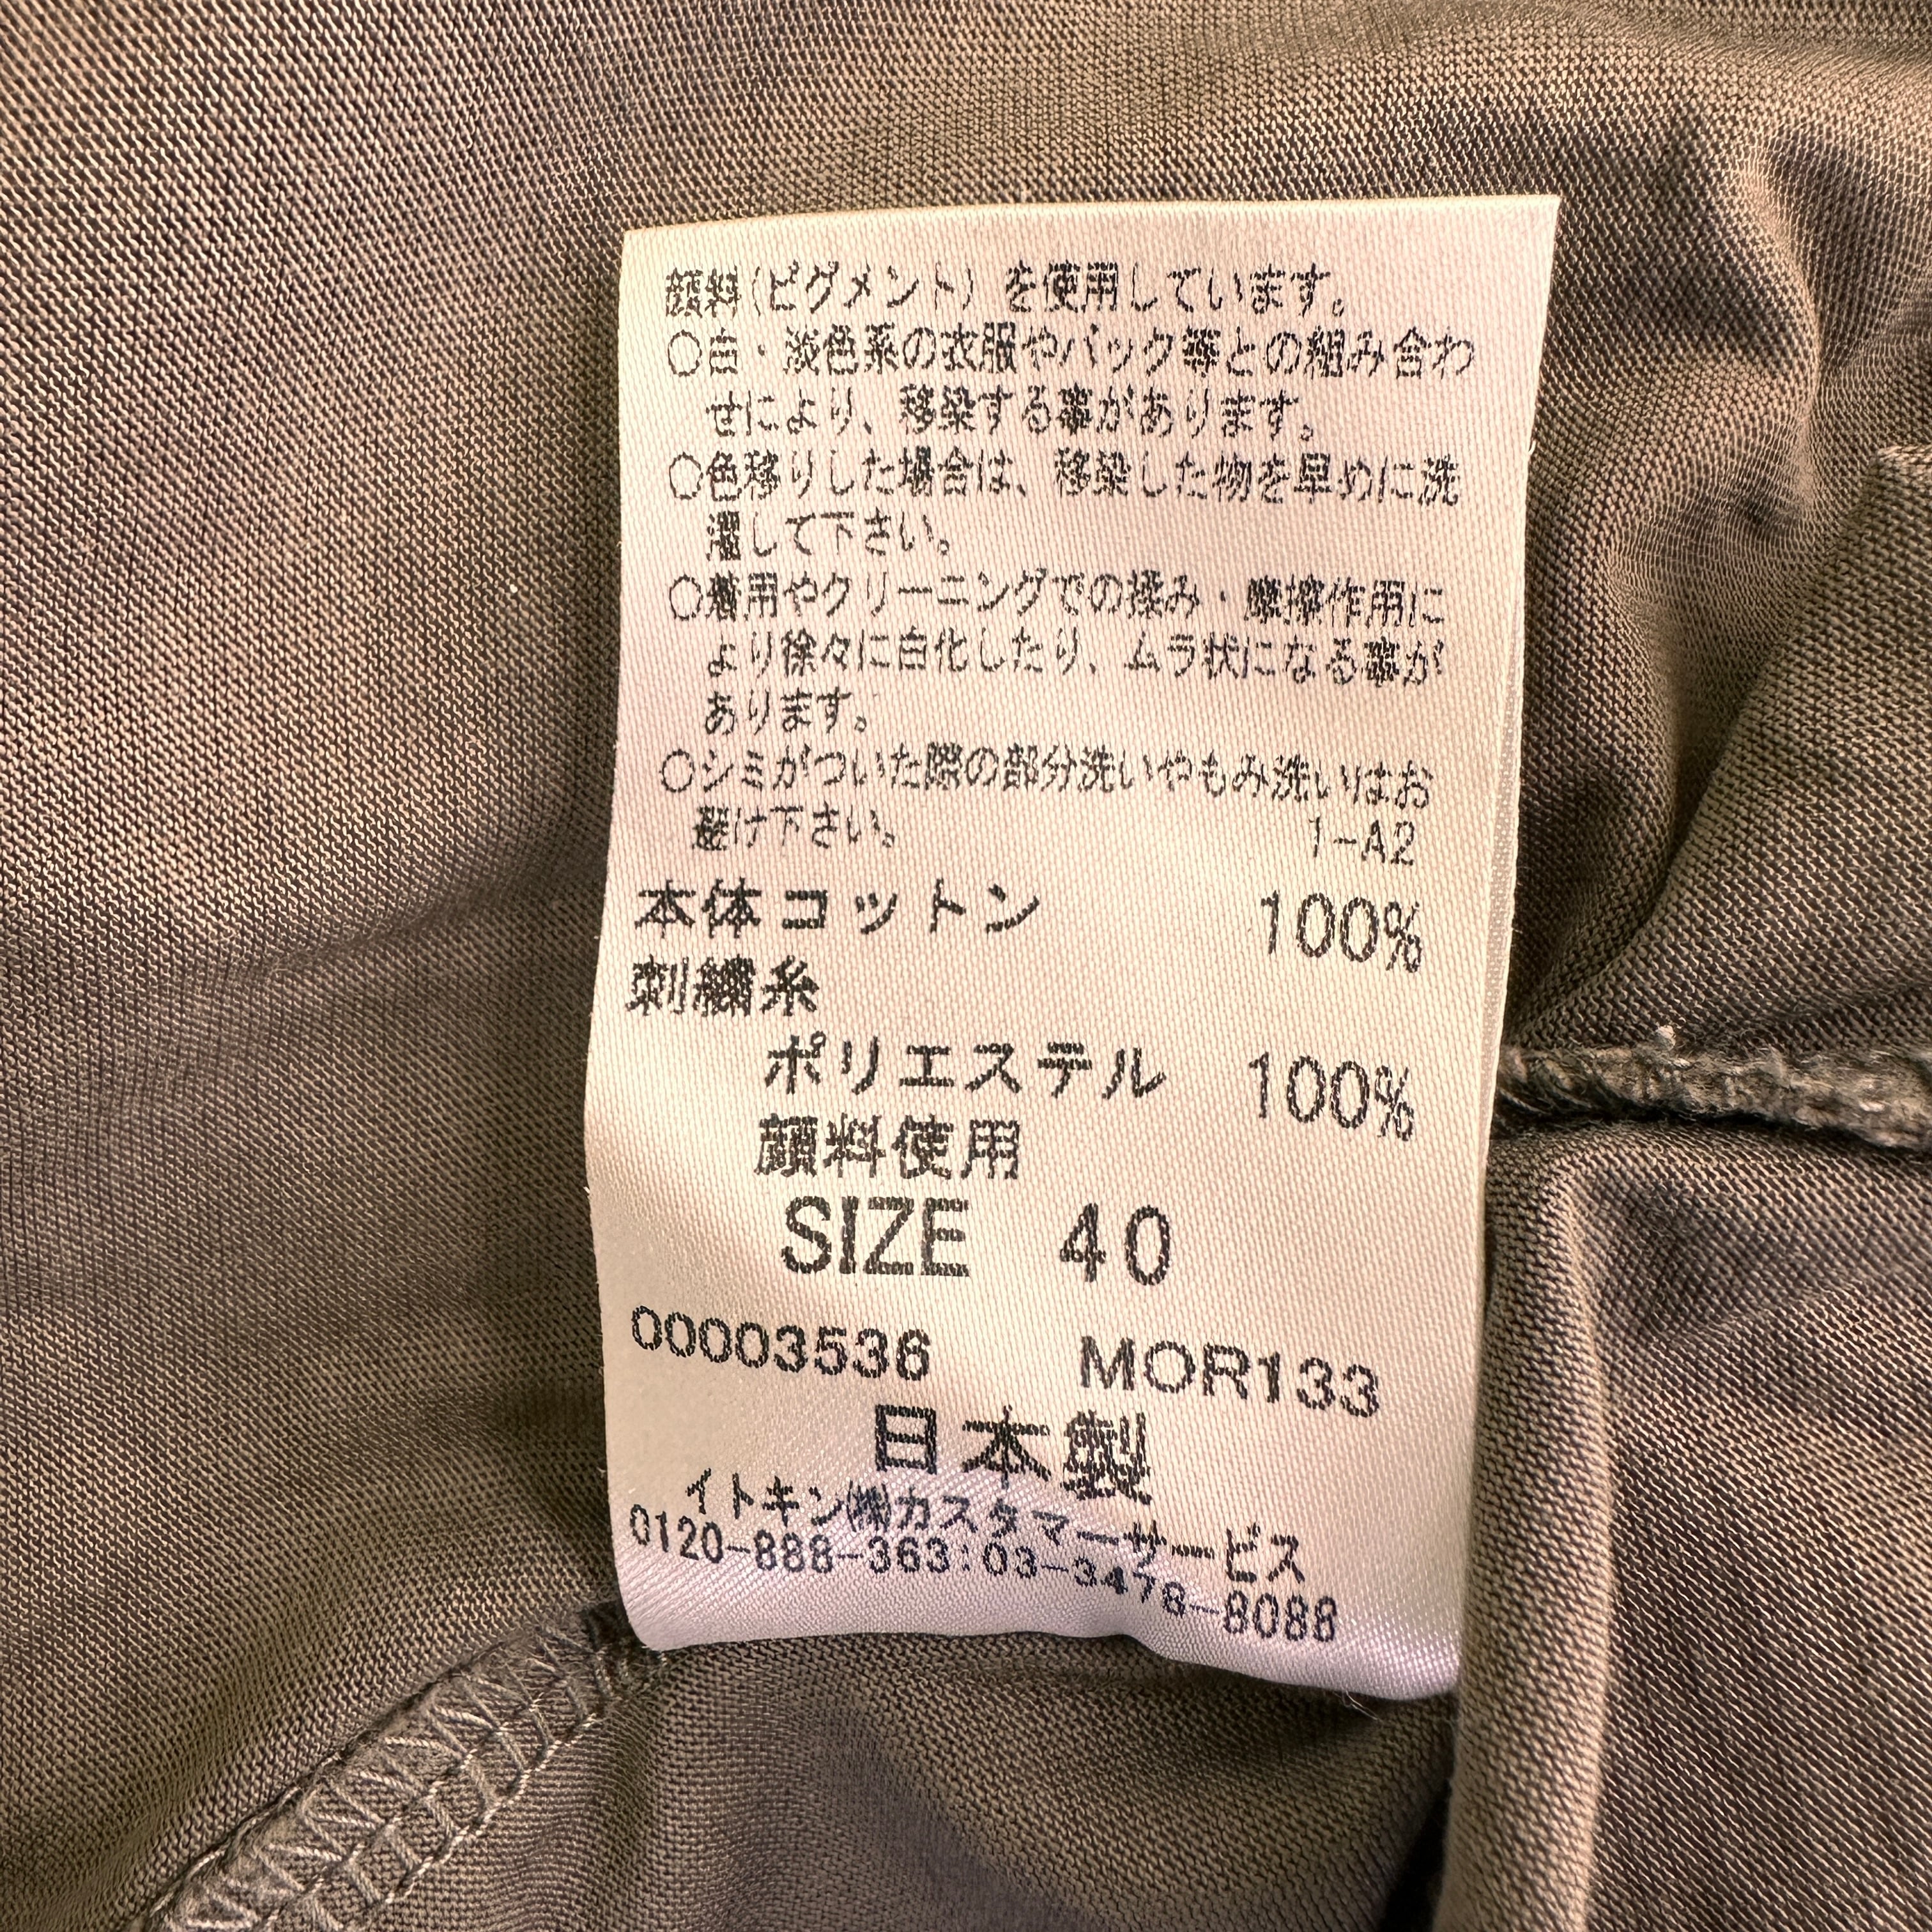 顔料(ピグメント)を使用しています。
○白・淡色系の衣服やバック等との組み合わ
せにより、移染する事があります。
○色移りした場合は、移染した物を早めに洗
濯して下さい。
○着用やクリーニングでの揉み・摩擦作用に
より徐々に白化したり、ムラ状になる事が
あります。
○シミがついた際の部分洗いやもみ洗いはお
避け下さい。 1-A2
本体コットン 100%
刺繍糸
ポリエステル 100%
顔料使用
SIZE 40
00003536 MOR133
日本製
イトキン㈱カスタマーサービス
0120-888-363:03-3478-8088